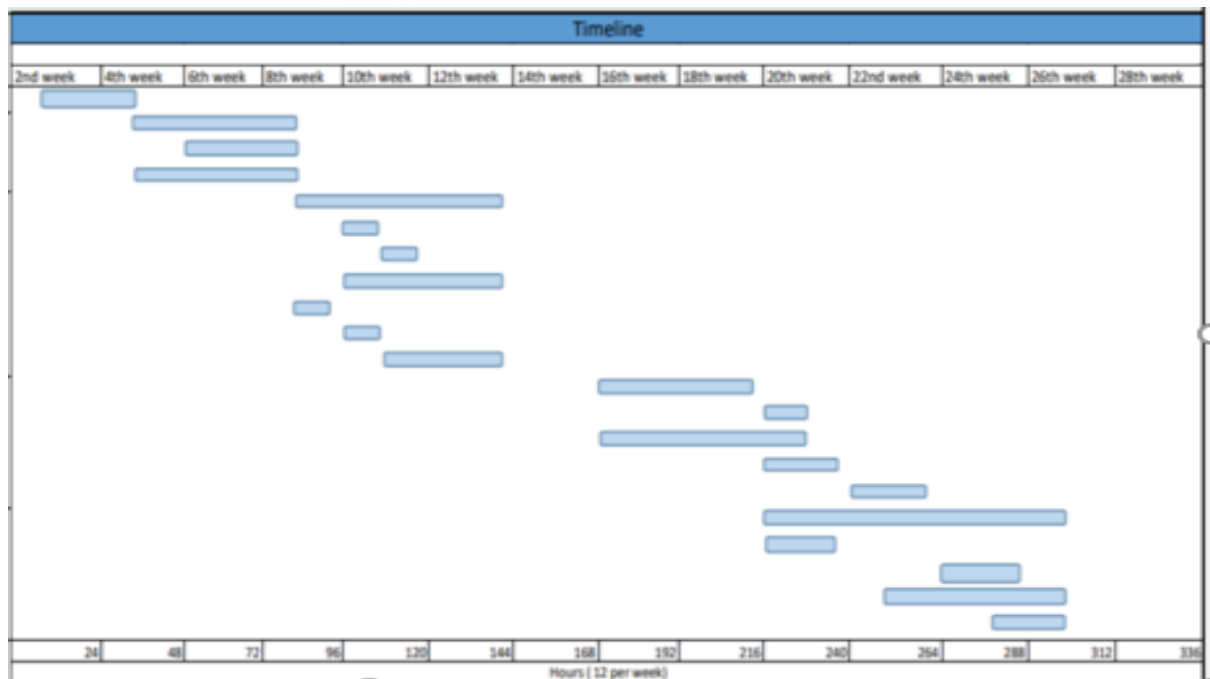 Timeline
2nd week 4th week 6th week 8th week 10th week 12th week 14th week 16th week 18th week 20th week 22nd week 24th week 26th week 28th week
24 48 72 96 120 144 168 192 216 240 264 288 312 336
Hours ( 12 per week)